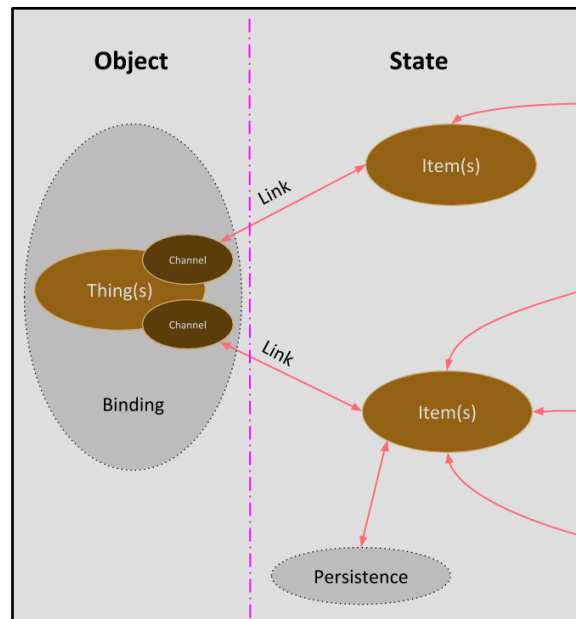 Object
State
Item(s)
Link
Channel
Thing(s)
Channel
Link
Binding
Item(s)
Persistence